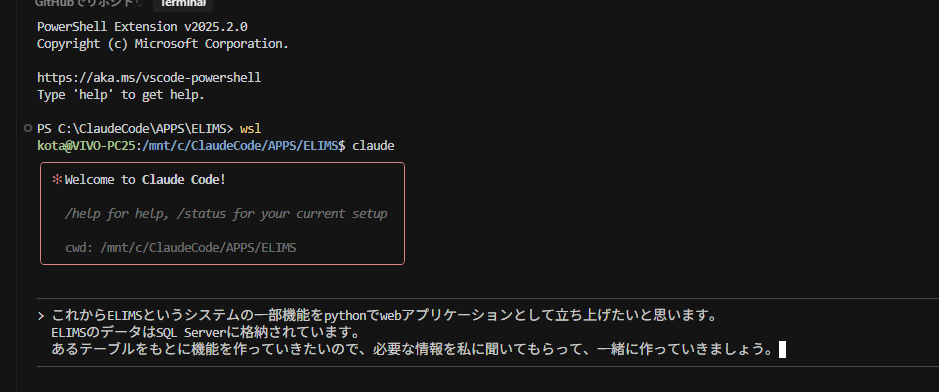 GitHubでリポジトリ Terminal
PowerShell Extension v2025.2.0
Copyright (c) Microsoft Corporation.
https://aka.ms/vscode-powershell
Type 'help' to get help.
PS C:\ClaudeCode\APPS\ELIMS> wsl
kota@VIVO-PC25:/mnt/c/ClaudeCode/APPS/ELIMS$ claude
✻ Welcome to Claude Code!
/help for help, /status for your current setup
cwd: /mnt/c/ClaudeCode/APPS/ELIMS
> これからELIMSというシステムの一部機能をpythonでwebアプリケーションとして立ち上げたいと思います。
ELIMSのデータはSQL Serverに格納されています。
あるテーブルをもとに機能を作っていきたいので、必要な情報を私に聞いてもらって、一緒に作っていきましょう。